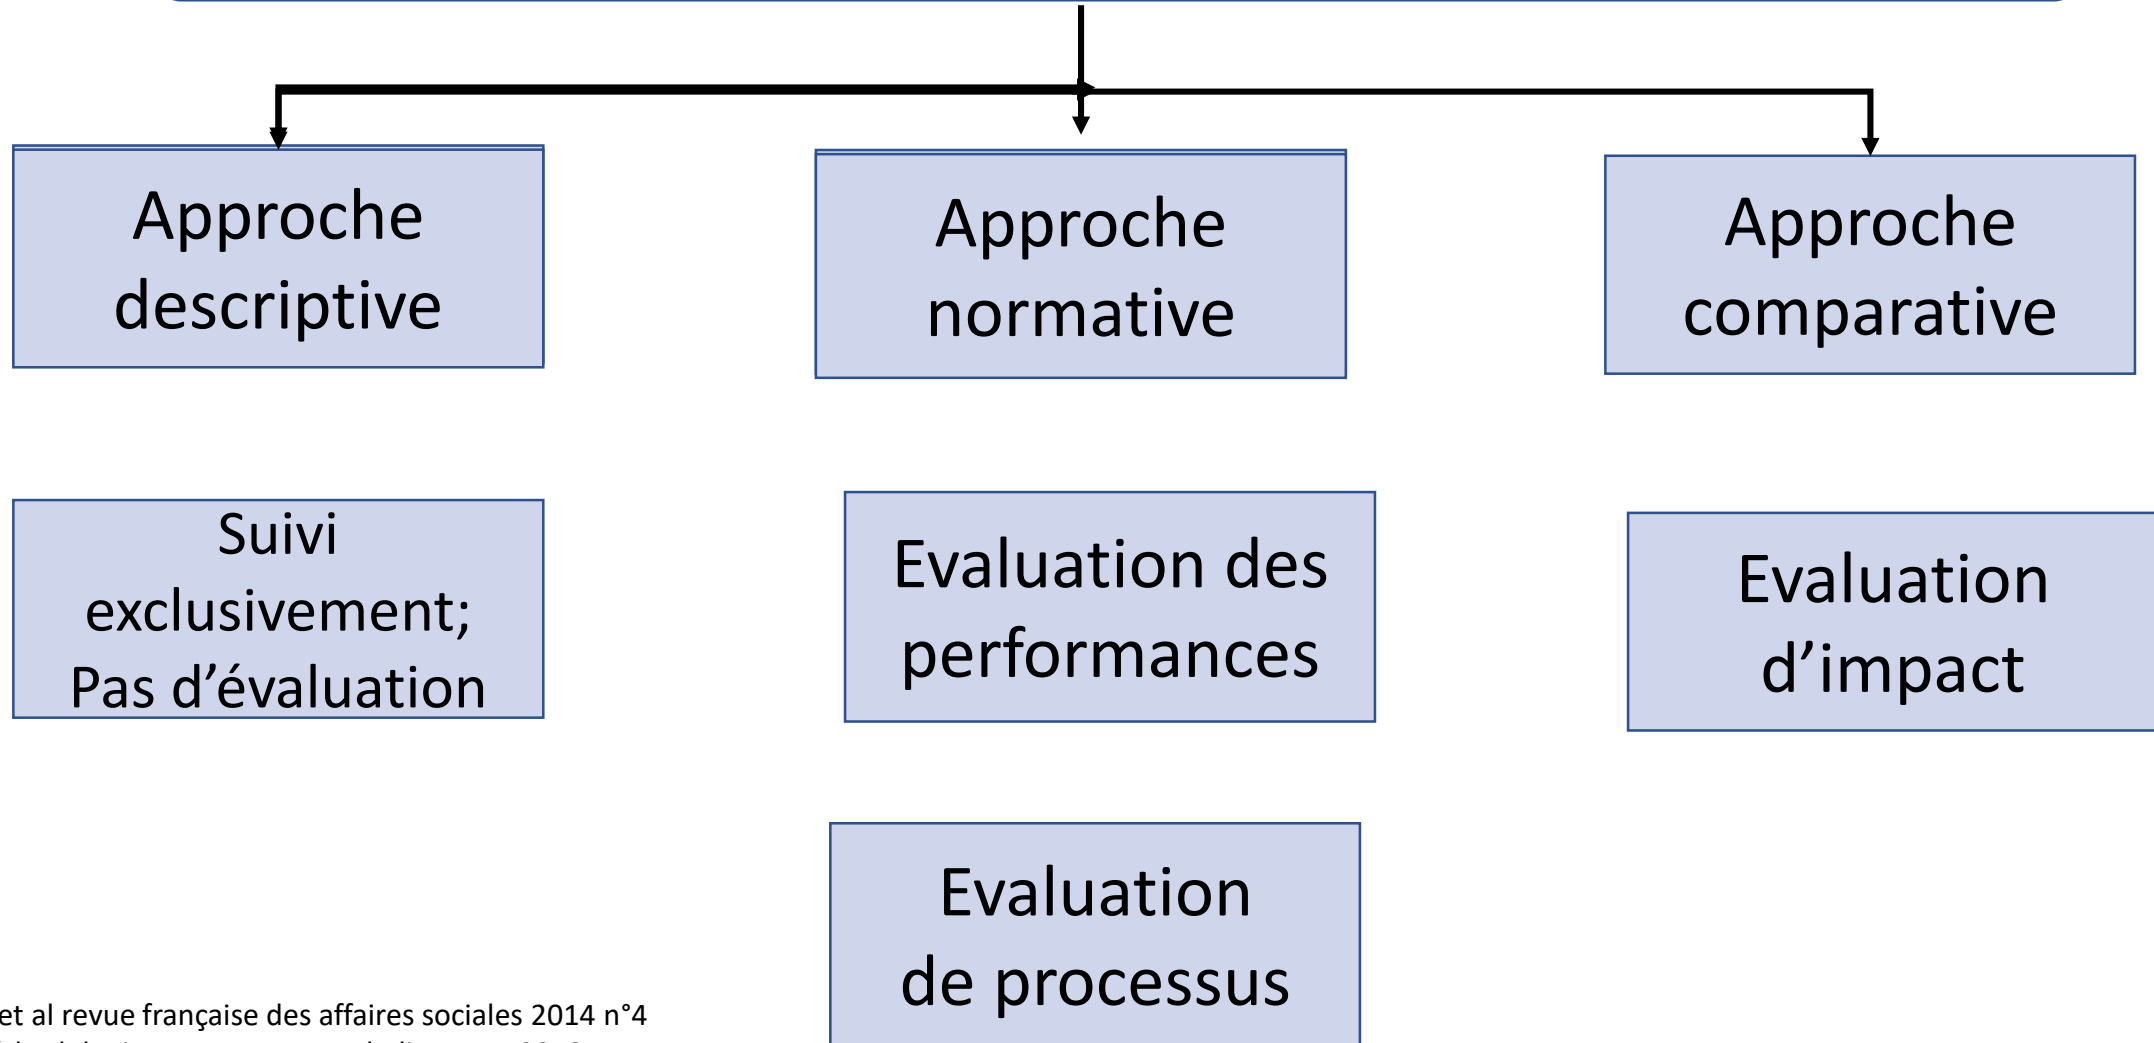 Approche
descriptive
Approche
normative
Approche
comparative
Suivi
exclusivement;
Pas d’évaluation
Evaluation des
performances
Evaluation
d’impact
Evaluation
de processus
et al revue française des affaires sociales 2014 n°4